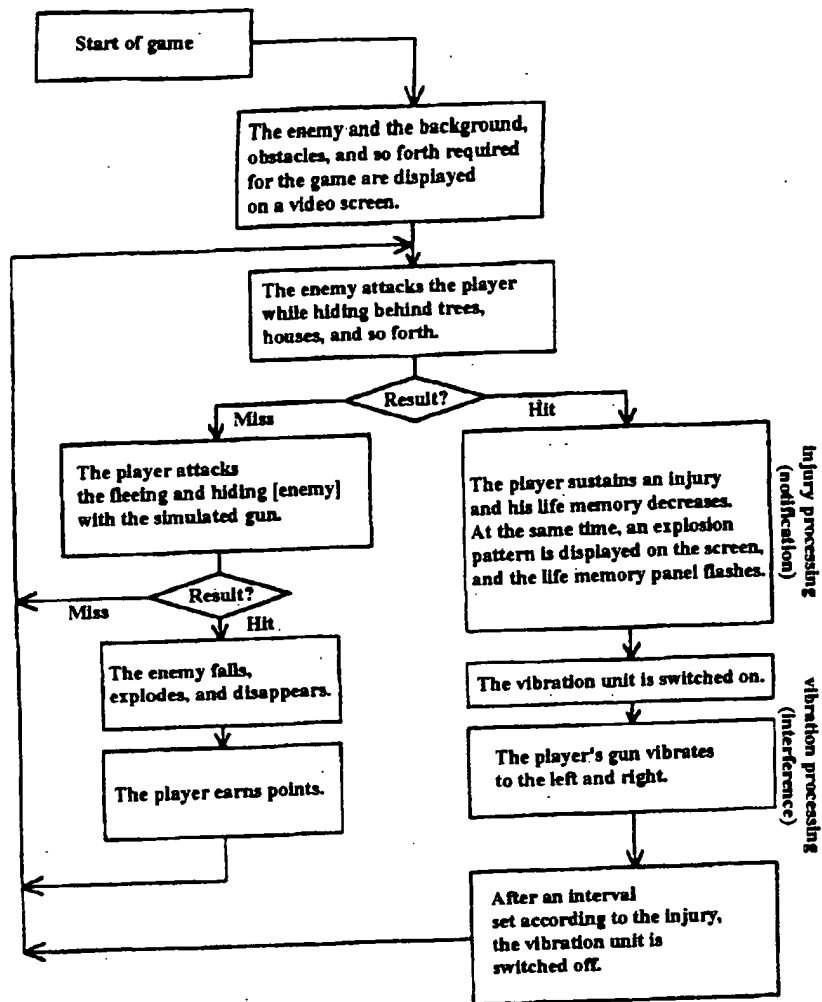 Start of game
The enemy and the background,
obstacles, and so forth required
for the game are displayed
on a video screen.
The enemy attacks the player
while hiding behind trees,
houses, and so forth.
Result?
Miss
Hit
The player attacks
the fleeing and hiding [enemy]
with the simulated gun.
Result?
Miss
Hit
The enemy falls,
explodes, and disappears.
The player earns points.
The player sustains an injury
and his life memory decreases.
At the same time, an explosion
pattern is displayed on the screen,
and the life memory panel flashes.
injury processing
(notification)
The vibration unit is switched on.
The player's gun vibrates
to the left and right.
vibration processing
(interference)
After an interval
set according to the injury,
the vibration unit is
switched off.